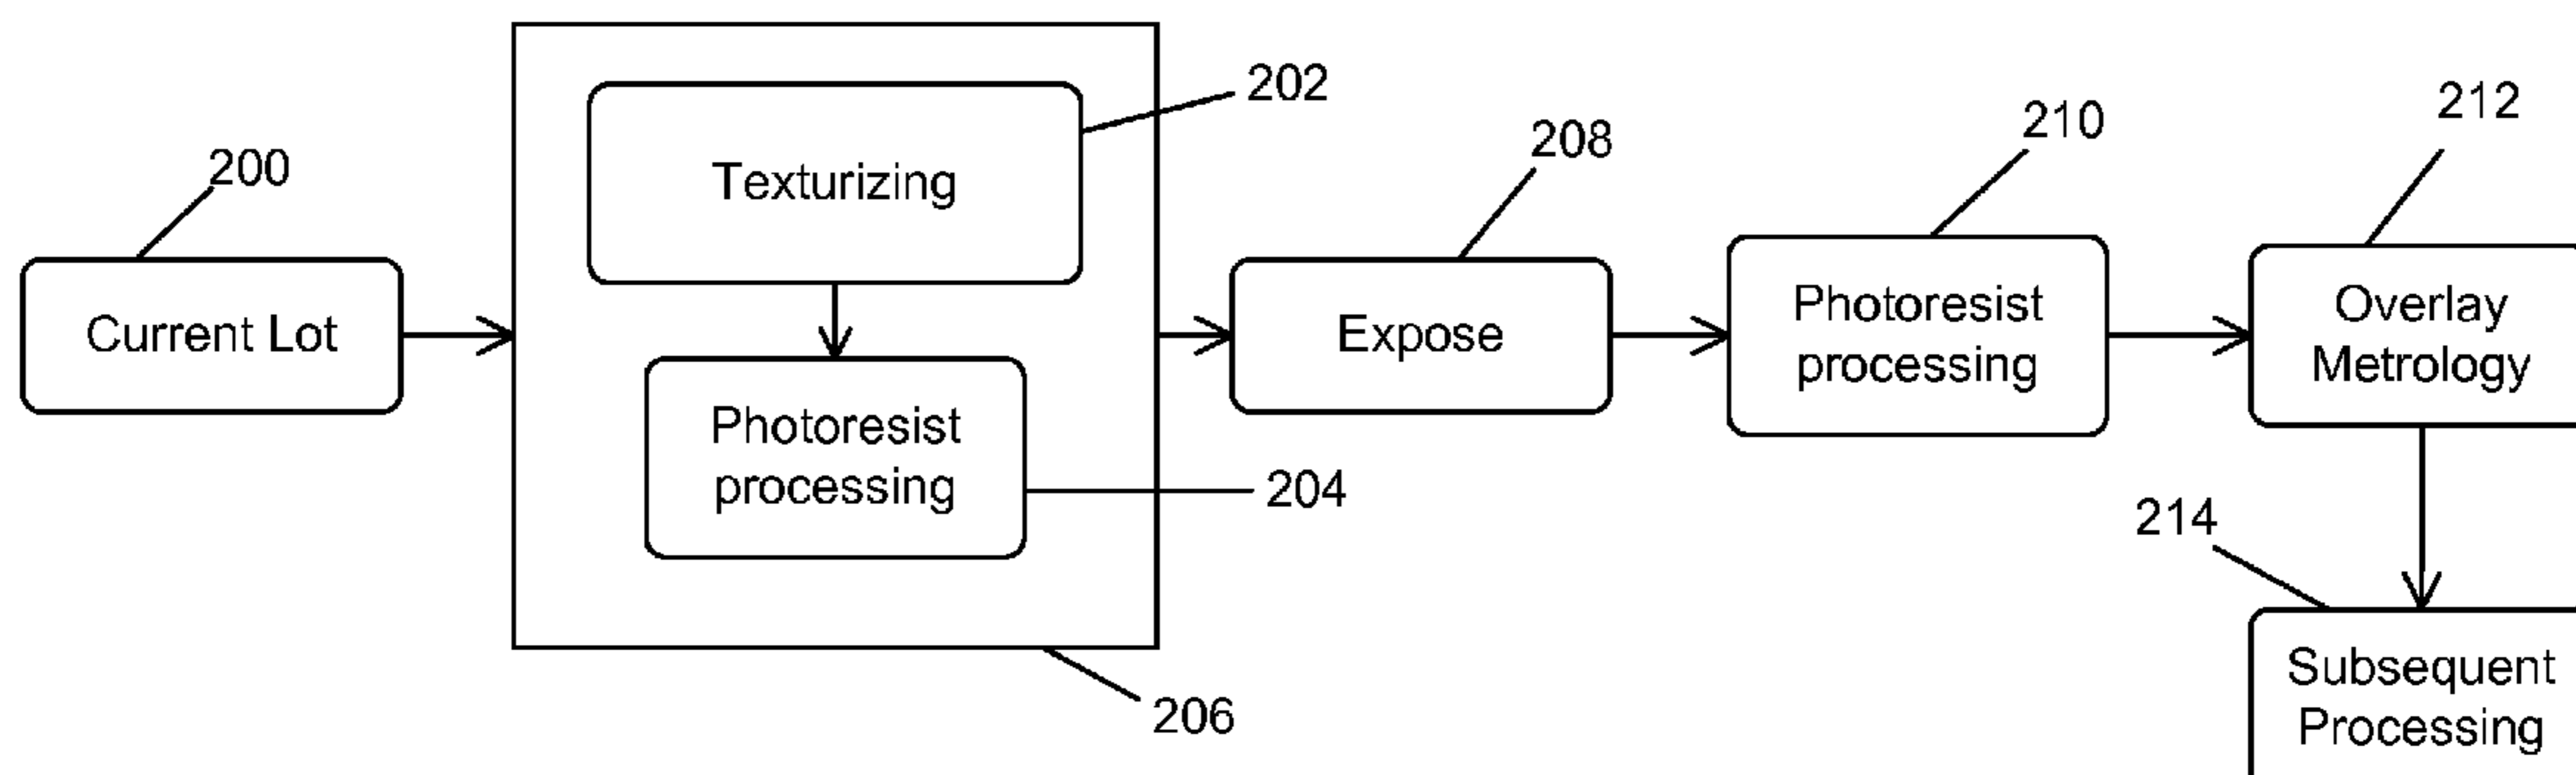 200
Current Lot
202
Texturizing
Photoresist
processing
204
206
208
Expose
210
Photoresist
processing
212
Overlay
Metrology
214
Subsequent
Processing